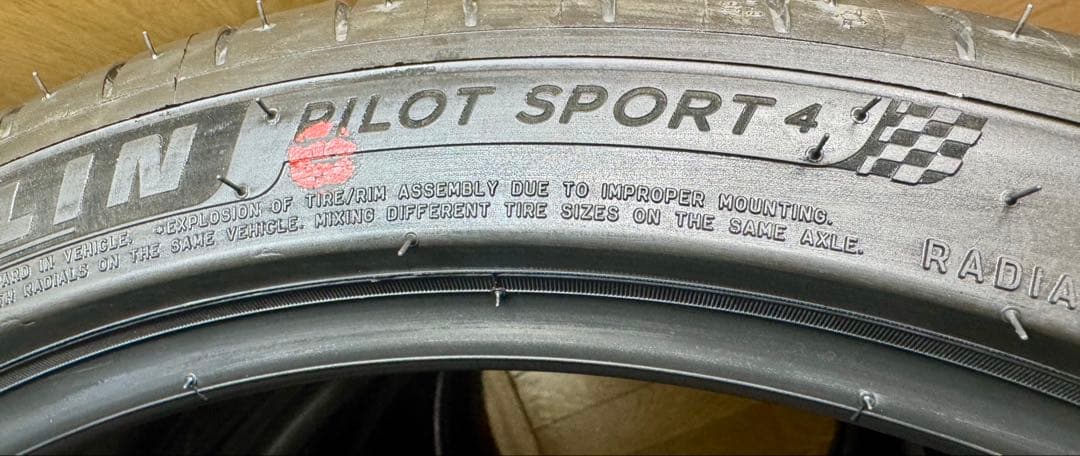 LIN PILOT SPORT 4
ARD IN VEHICLE. •EXPLOSION OF TIRE/RIM ASSEMBLY DUE TO IMPROPER MOUNTING.
TH RADIALS ON THE SAME VEHICLE. MIXING DIFFERENT TIRE SIZES ON THE SAME AXLE.
RADIA